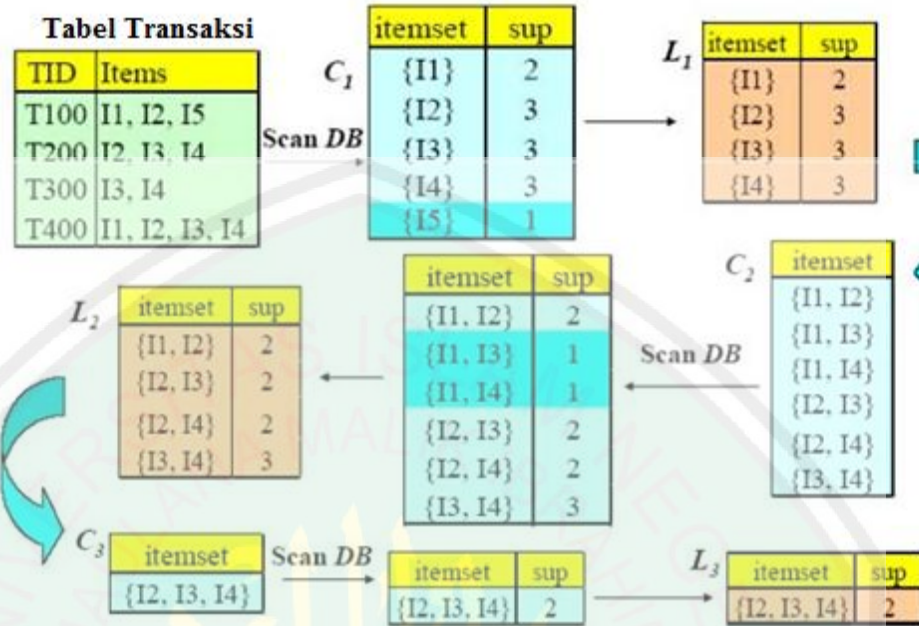 Tabel Transaksi
TID Items
T100 I1, I2, I5
T200 I2, I3, I4
T300 I3, I4
T400 I1, I2, I3, I4
Scan DB
C1
itemset sup
{I1} 2
{I2} 3
{I3} 3
{I4} 3
{I5} 1
L1
itemset sup
{I1} 2
{I2} 3
{I3} 3
{I4} 3
C2
itemset
{I1, I2}
{I1, I3}
{I1, I4}
{I2, I3}
{I2, I4}
{I3, I4}
Scan DB
itemset sup
{I1, I2} 2
{I1, I3} 1
{I1, I4} 1
{I2, I3} 2
{I2, I4} 2
{I3, I4} 3
L2
itemset sup
{I1, I2} 2
{I2, I3} 2
{I2, I4} 2
{I3, I4} 3
C3
itemset
{I2, I3, I4}
Scan DB
itemset sup
{I2, I3, I4} 2
L3
itemset sup
{I2, I3, I4} 2